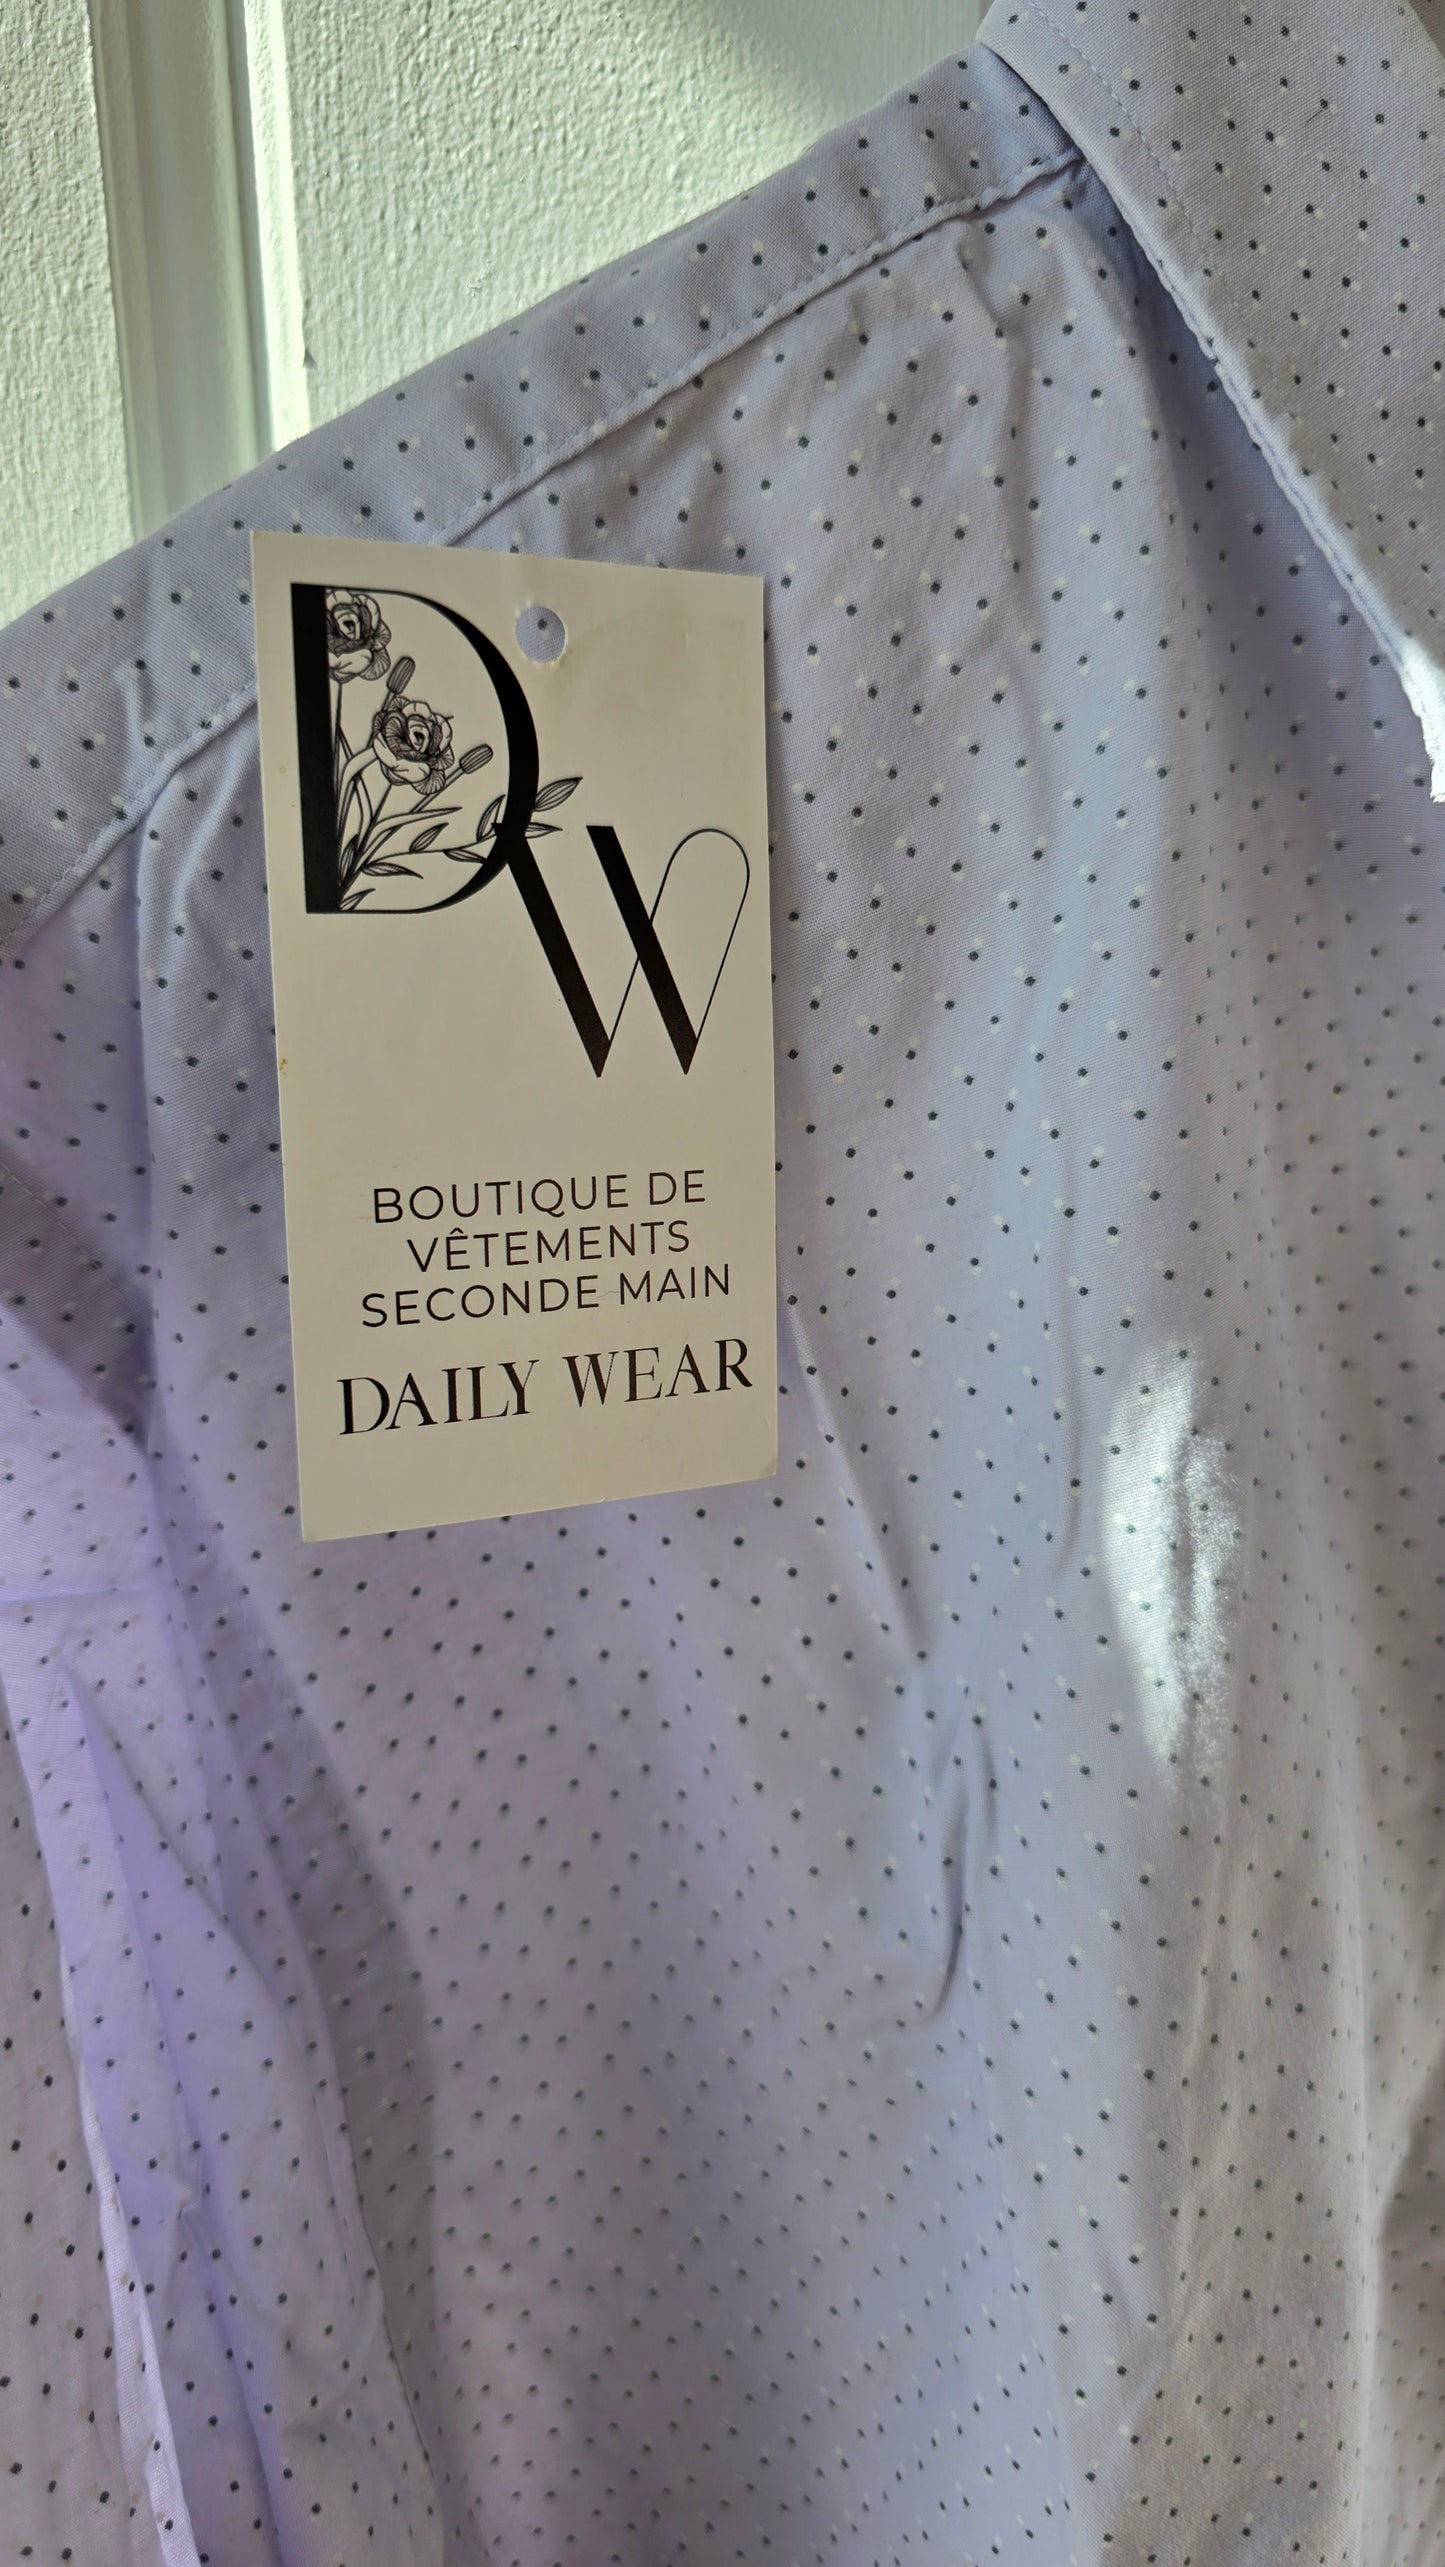 DW
BOUTIQUE DE
VÊTEMENTS
SECONDE MAIN
DAILY WEAR